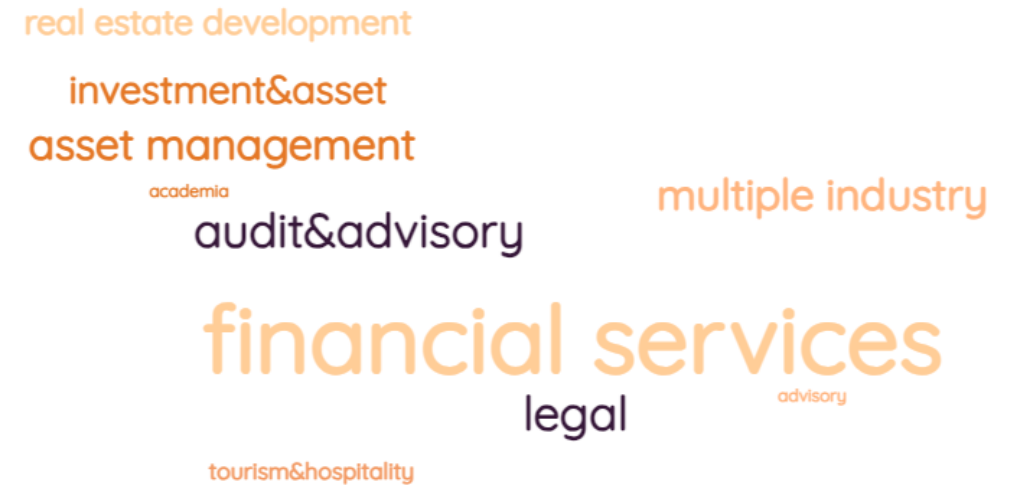 real estate development
investment&asset
asset management
academia
multiple industry
audit&advisory
financial services
advisory
legal
tourism&hospitality